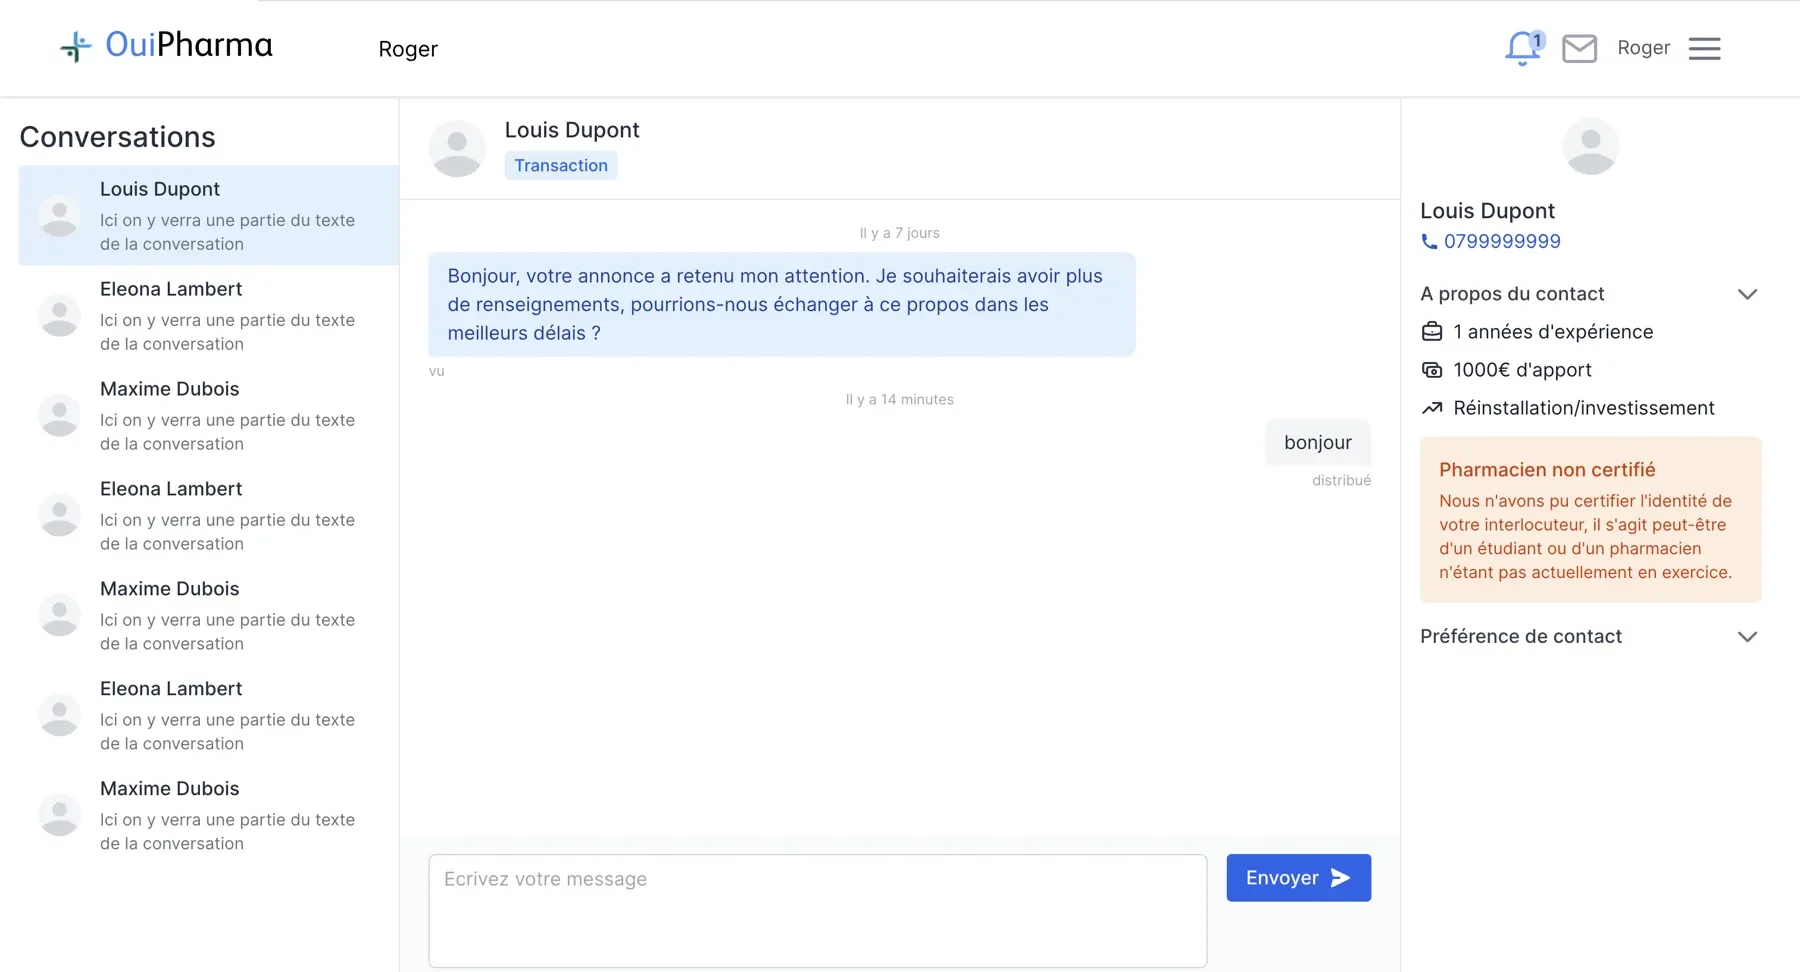 OuiPharma
Roger
1
Roger
Conversations
Louis Dupont
Ici on y verra une partie du texte
de la conversation
Eleona Lambert
Ici on y verra une partie du texte
de la conversation
Maxime Dubois
Ici on y verra une partie du texte
de la conversation
Eleona Lambert
Ici on y verra une partie du texte
de la conversation
Maxime Dubois
Ici on y verra une partie du texte
de la conversation
Eleona Lambert
Ici on y verra une partie du texte
de la conversation
Maxime Dubois
Ici on y verra une partie du texte
de la conversation
Louis Dupont
Transaction
Il y a 7 jours
Bonjour, votre annonce a retenu mon attention. Je souhaiterais avoir plus
de renseignements, pourrions-nous échanger à ce propos dans les
meilleurs délais ?
vu
Il y a 14 minutes
bonjour
distribué
Ecrivez votre message
Envoyer
Louis Dupont
0799999999
A propos du contact
1 années d'expérience
1000€ d'apport
Réinstallation/investissement
Pharmacien non certifié
Nous n'avons pu certifier l'identité de
votre interlocuteur, il s'agit peut-être
d'un étudiant ou d'un pharmacien
n'étant pas actuellement en exercice.
Préférence de contact